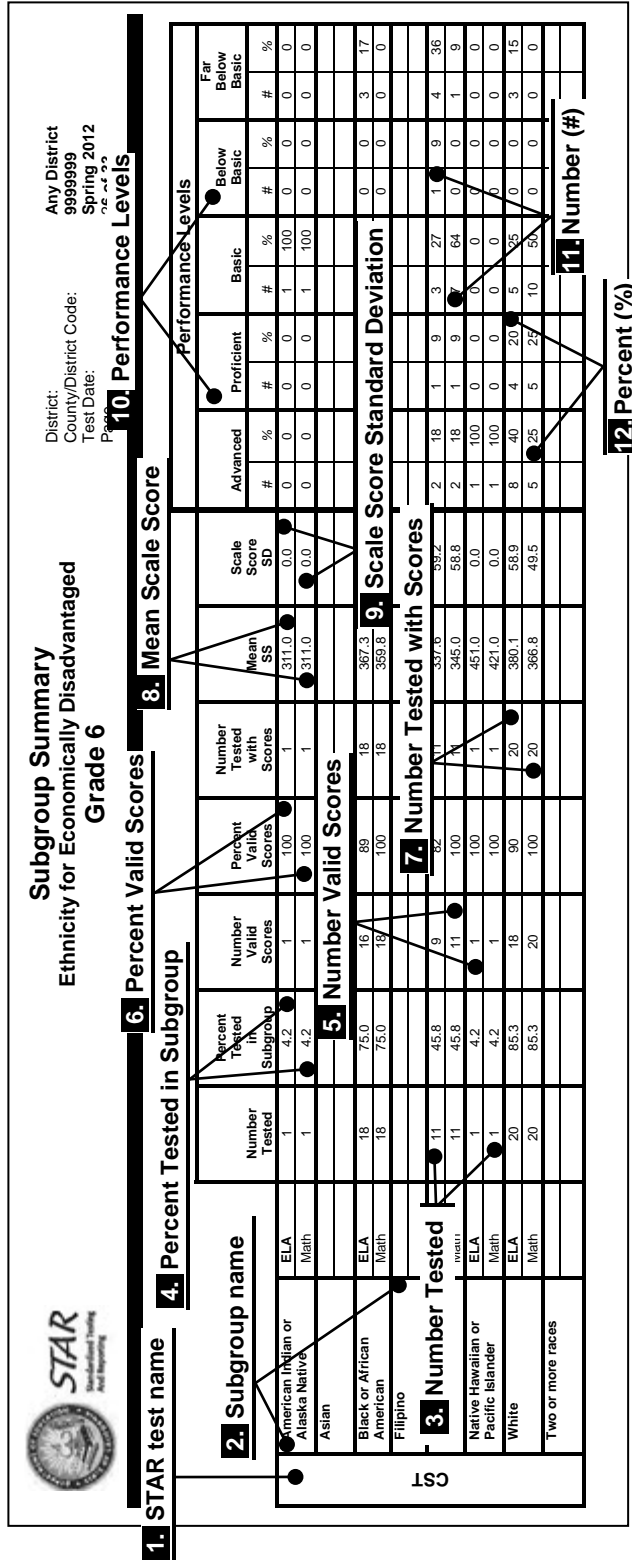 STAR
Standardized Testing
And Reporting
Subgroup Summary
Ethnicity for Economically Disadvantaged
Grade 6
District: Any District
County/District Code: 9999999
Test Date: Spring 2012
1. STAR test name
2. Subgroup name
3. Number Tested
4. Percent Tested in Subgroup
5. Number Valid Scores
6. Percent Valid Scores
7. Number Tested with Scores
8. Mean Scale Score
9. Scale Score Standard Deviation
10. Performance Levels
11. Number (#)
12. Percent (%)
Performance Levels
Number Tested
Percent Tested in Subgroup
Number Valid Scores
Percent Valid Scores
Number Tested with Scores
Mean SS
Scale Score SD
Advanced
Proficient
Basic
Below Basic
Far Below Basic
# % # % # % # % # %
CST
American Indian or Alaska Native
ELA 1 4.2 1 100 1 311.0 0.0 0 0 0 0 1 100 0 0 0 0
Math 1 4.2 1 100 1 311.0 0.0 0 0 0 0 1 100 0 0 0 0
Asian
Black or African American
ELA 18 75.0 16 89 18 367.3 0 0 3 17
Math 18 75.0 18 100 18 359.8 0 0 0 0
Filipino
11 45.8 9 82 11 337.6 59.2 2 18 1 9 3 27 1 9 4 36
Math 11 45.8 11 100 11 345.0 58.8 2 18 1 9 7 64 0 0 1 9
Native Hawaiian or Pacific Islander
ELA 1 4.2 1 100 1 451.0 0.0 1 100 0 0 0 0 0 0 0 0
Math 1 4.2 1 100 1 421.0 0.0 1 100 0 0 0 0 0 0 0 0
White
ELA 20 85.3 18 90 20 380.1 58.9 8 40 4 20 5 25 0 0 3 15
Math 20 85.3 20 100 20 366.8 49.5 5 25 5 25 10 50 0 0 0 0
Two or more races